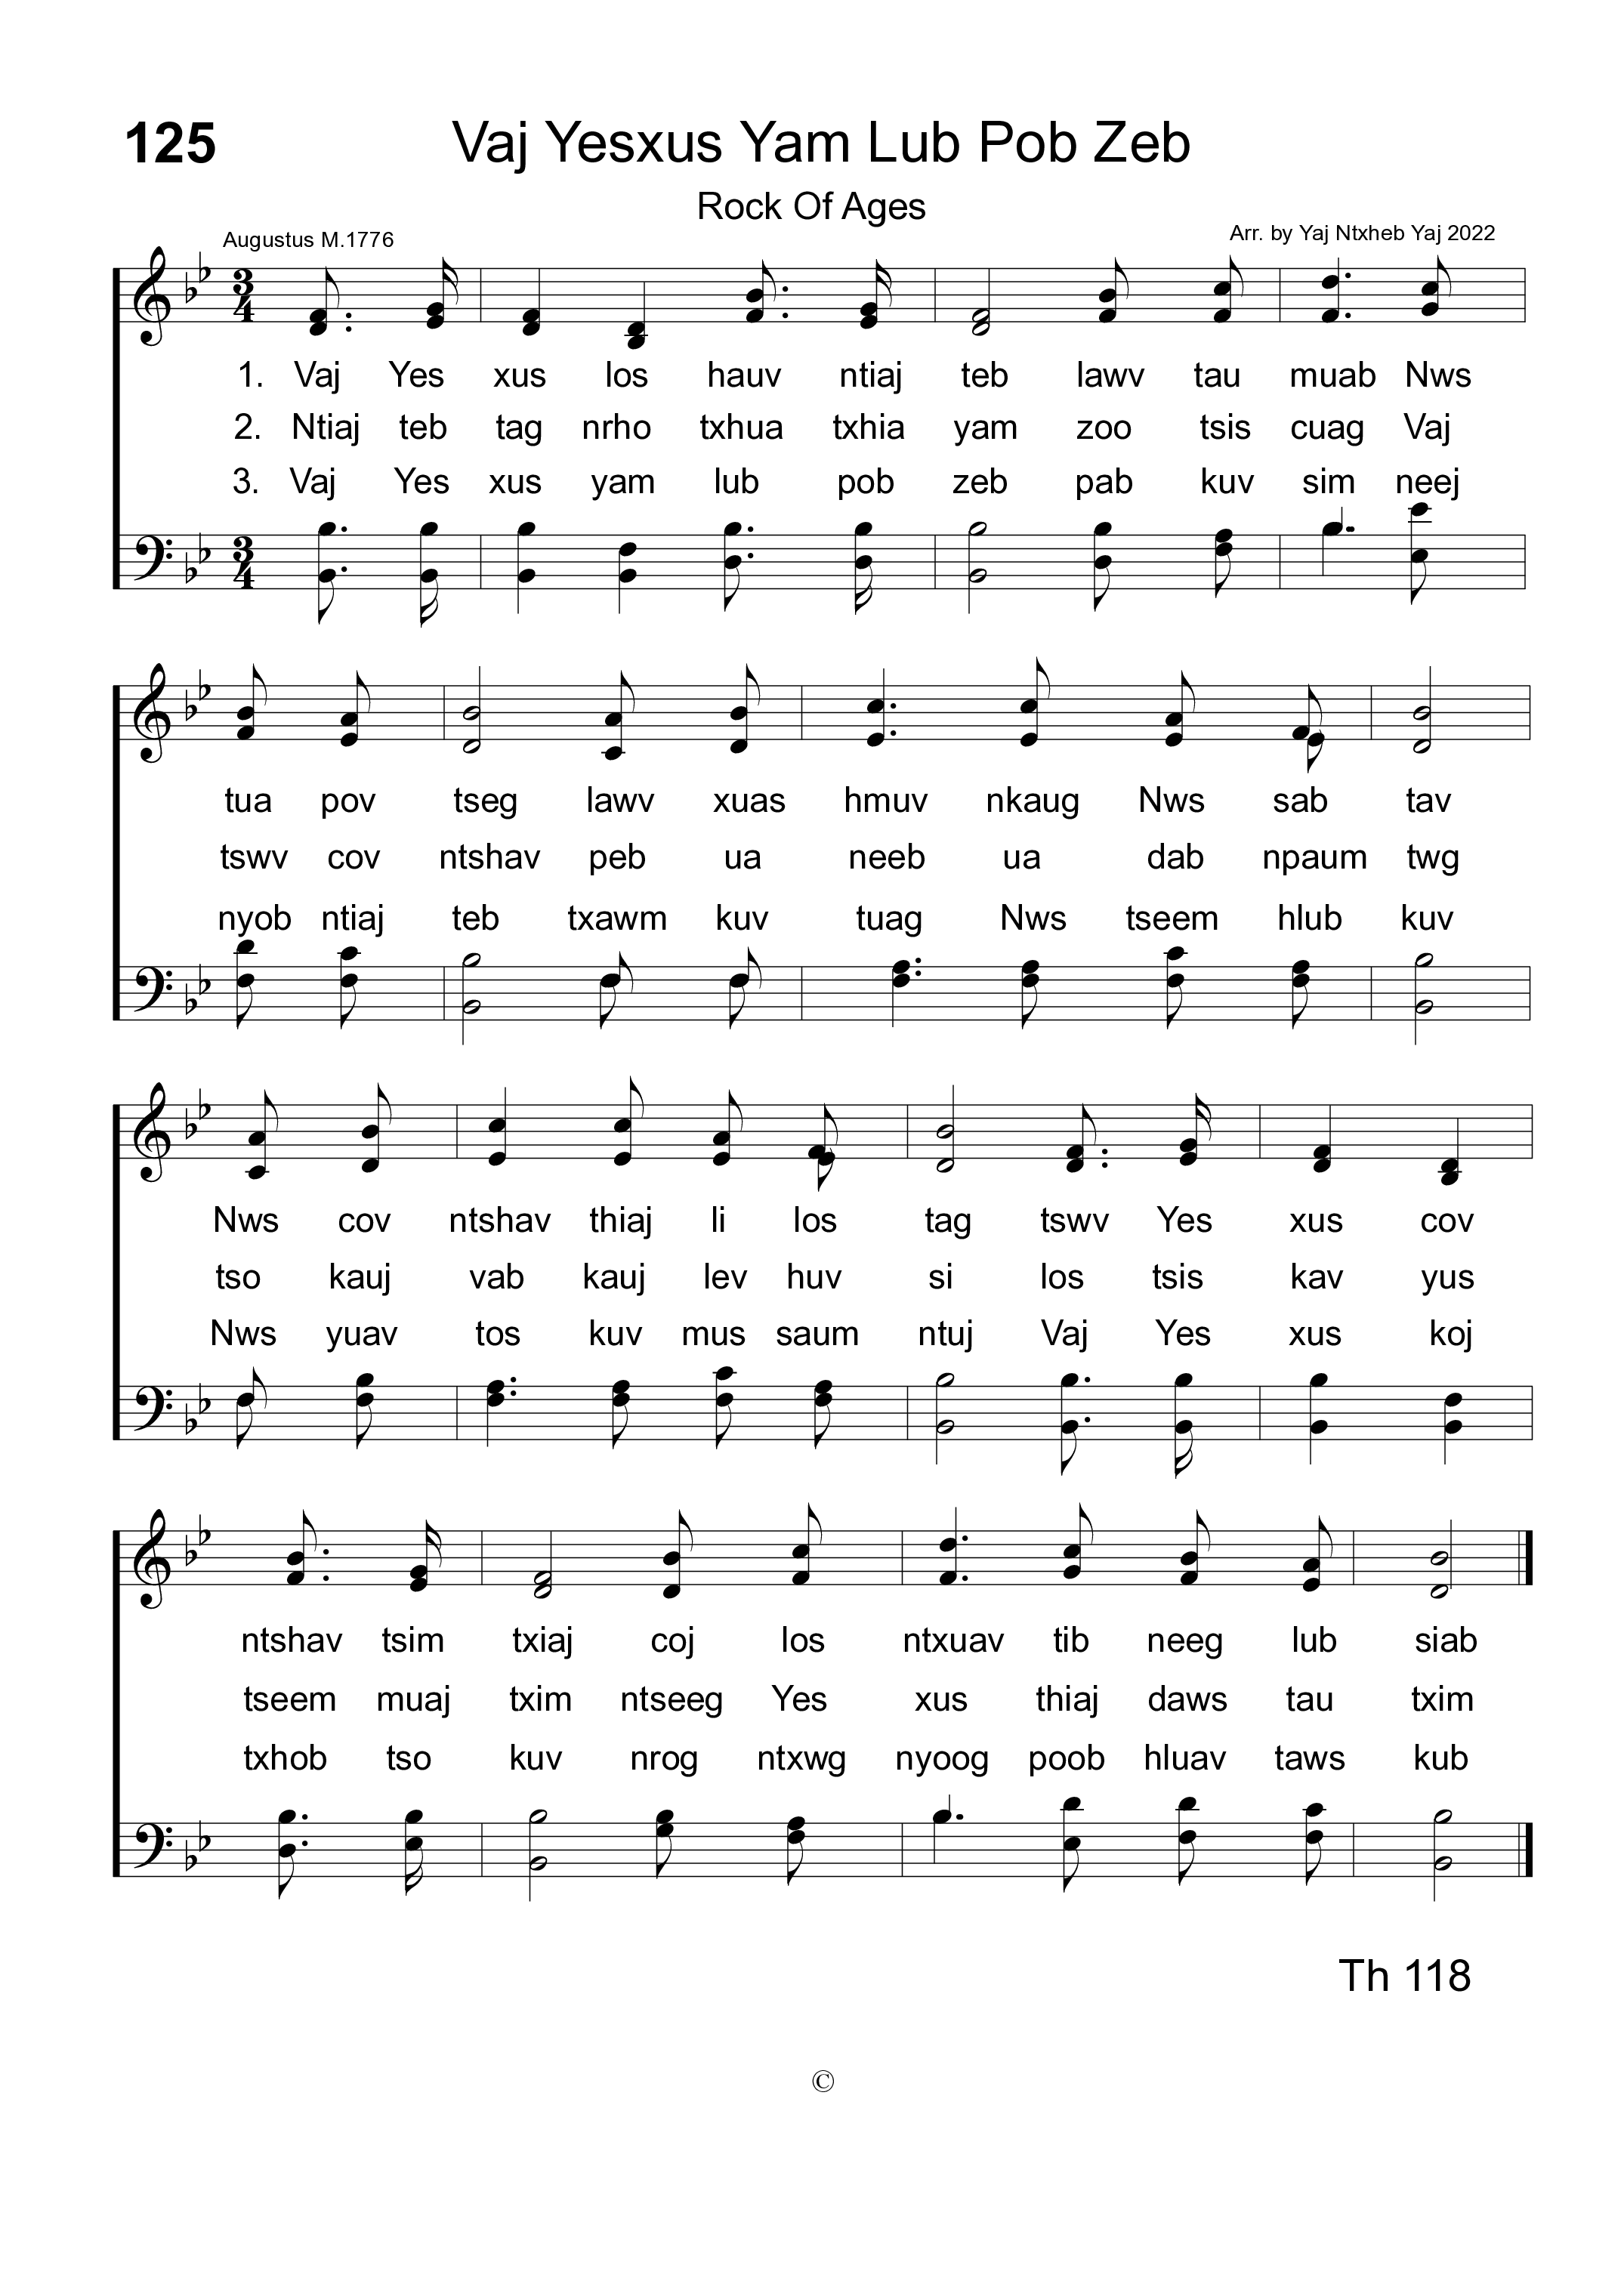 125
Vaj Yesxus Yam Lub Pob Zeb
Rock Of Ages
Augustus M.1776
Arr. by Yaj Ntxheb Yaj 2022
1. Vaj Yes xus los hauv ntiaj teb lawv tau muab Nws
2. Ntiaj teb tag nrho txhua txhia yam zoo tsis cuag Vaj
3. Vaj Yes xus yam lub pob zeb pab kuv sim neej
tua pov tseg lawv xuas hmuv nkaug Nws sab tav
tswv cov ntshav peb ua neeb ua dab npaum twg
nyob ntiaj teb txawm kuv tuag Nws tseem hlub kuv
Nws cov ntshav thiaj li los tag tswv Yes xus cov
tso kauj vab kauj lev huv si los tsis kav yus
Nws yuav tos kuv mus saum ntuj Vaj Yes xus koj
ntshav tsim txiaj coj los ntxuav tib neeg lub siab
tseem muaj txim ntseeg Yes xus thiaj daws tau txim
txhob tso kuv nrog ntxwg nyoog poob hluav taws kub
Th 118
©